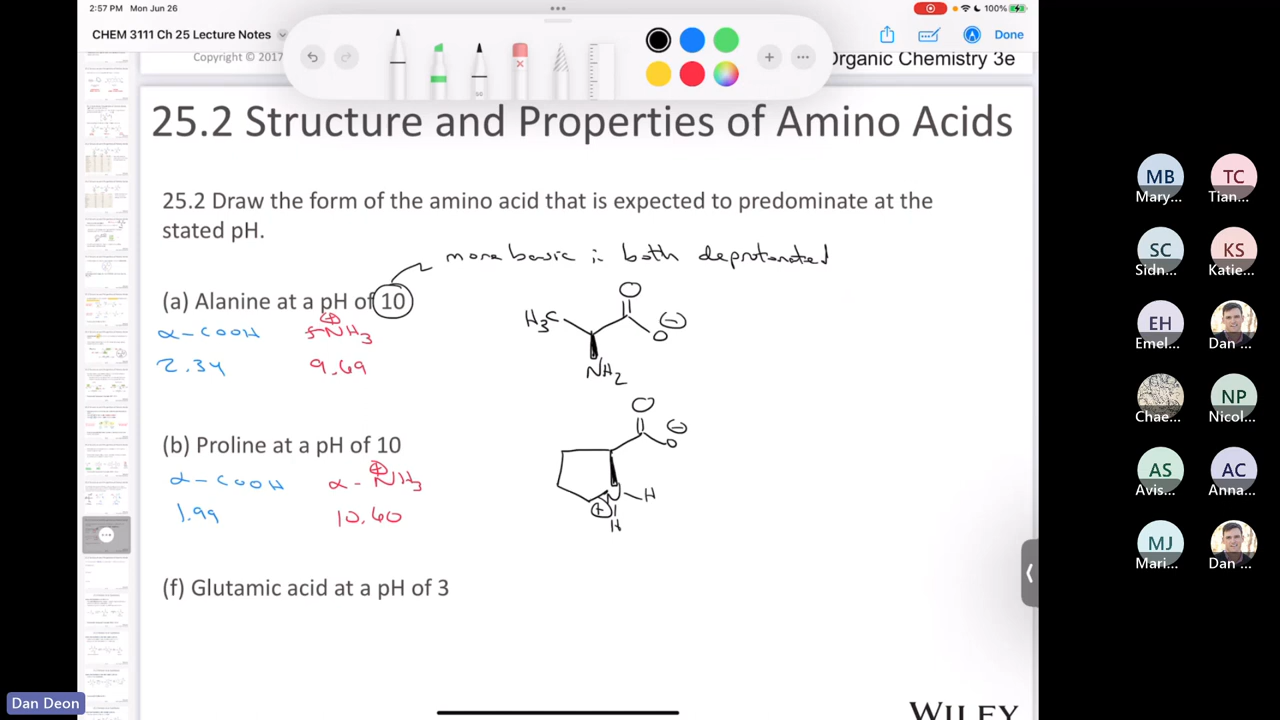 2:57 PM Mon Jun 26
100%
CHEM 3111 Ch 25 Lecture Notes
Done
Copyright © 2017
Organic Chemistry 3e
25.2 Structure and Properties of Amino Acids
25.2 Draw the form of the amino acid that is expected to predominate at the
stated pH.
more basic ∴ both deprotonated
(a) Alanine at a pH of 10
α-COOH
NH3
⊕
2.34
9.69
H3C
O
O
⊖
NH2
(b) Proline at a pH of 10
α-COOH
α-NH3
⊕
1.99
10.60
O
O
⊖
N
H
⊕
H
(f) Glutamic acid at a pH of 3
WILEY
Dan Deon
MB
Mary...
TC
Tian...
SC
Sidn...
KS
Katie...
EH
Emel...
Dan ...
Chae...
NP
Nicol...
AS
Avis...
AC
Anna...
MJ
Mari...
Dan ...